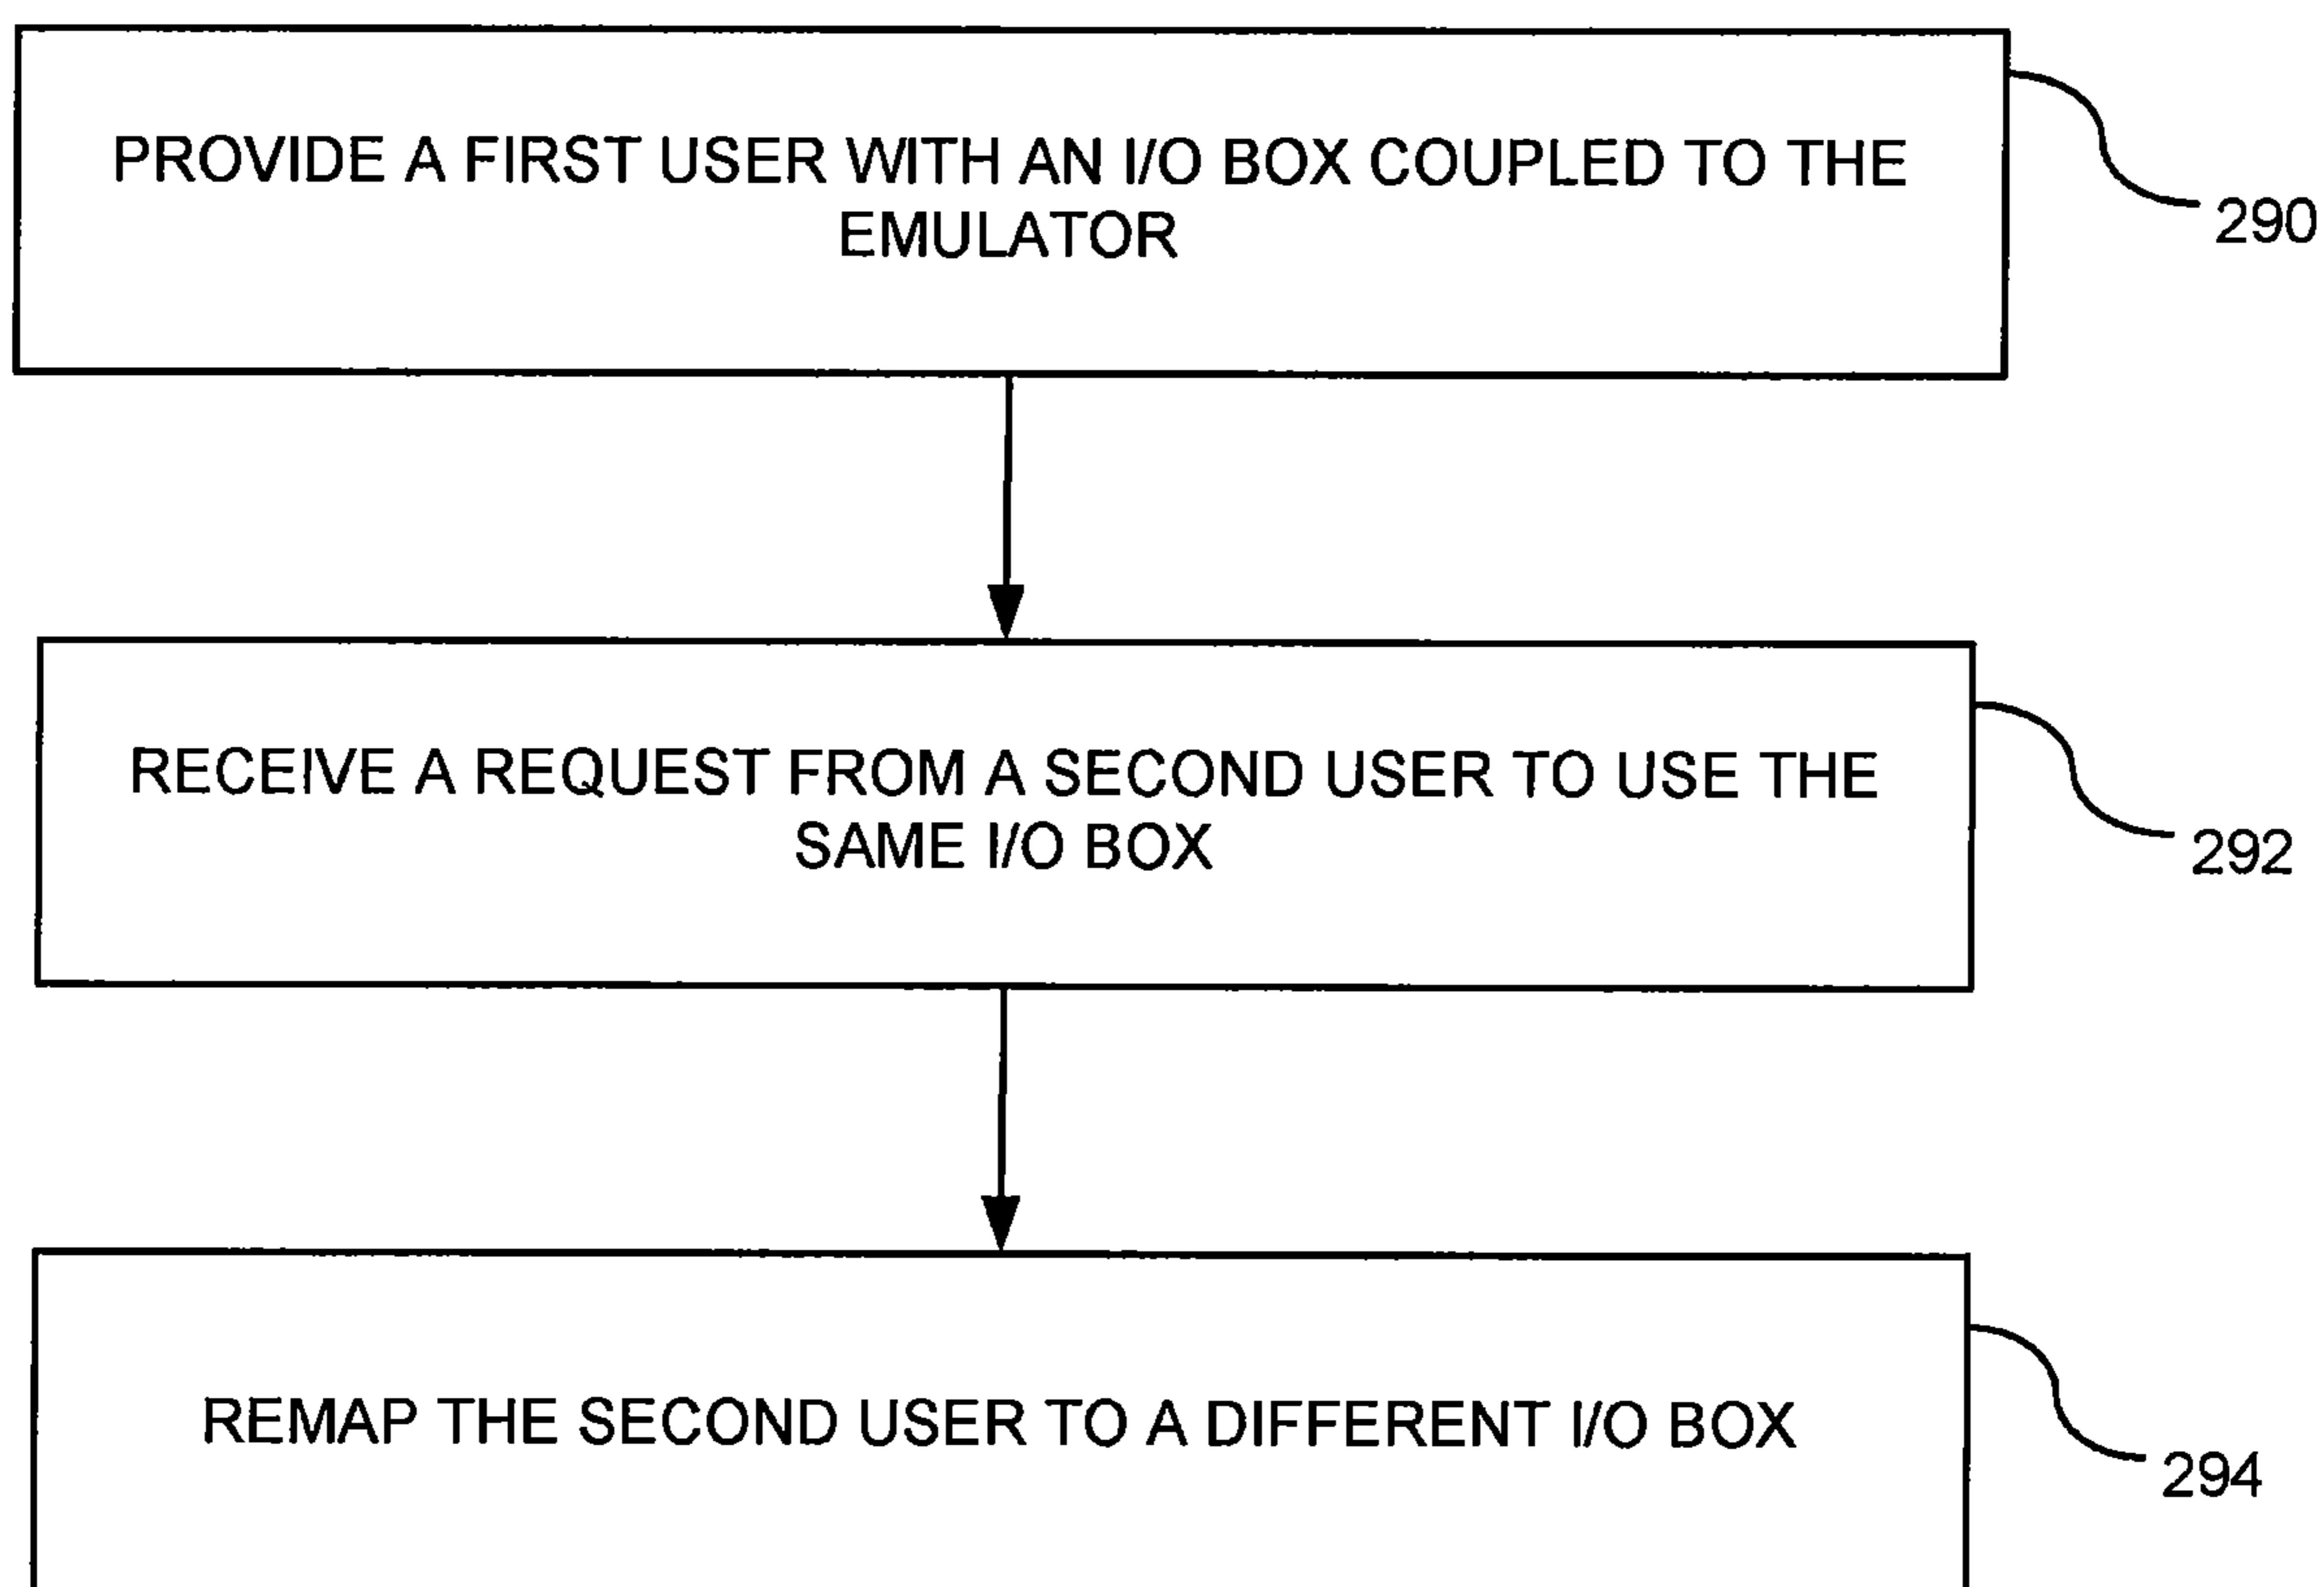 PROVIDE A FIRST USER WITH AN I/O BOX COUPLED TO THE
EMULATOR
290
RECEIVE A REQUEST FROM A SECOND USER TO USE THE
SAME I/O BOX
292
REMAP THE SECOND USER TO A DIFFERENT I/O BOX
294